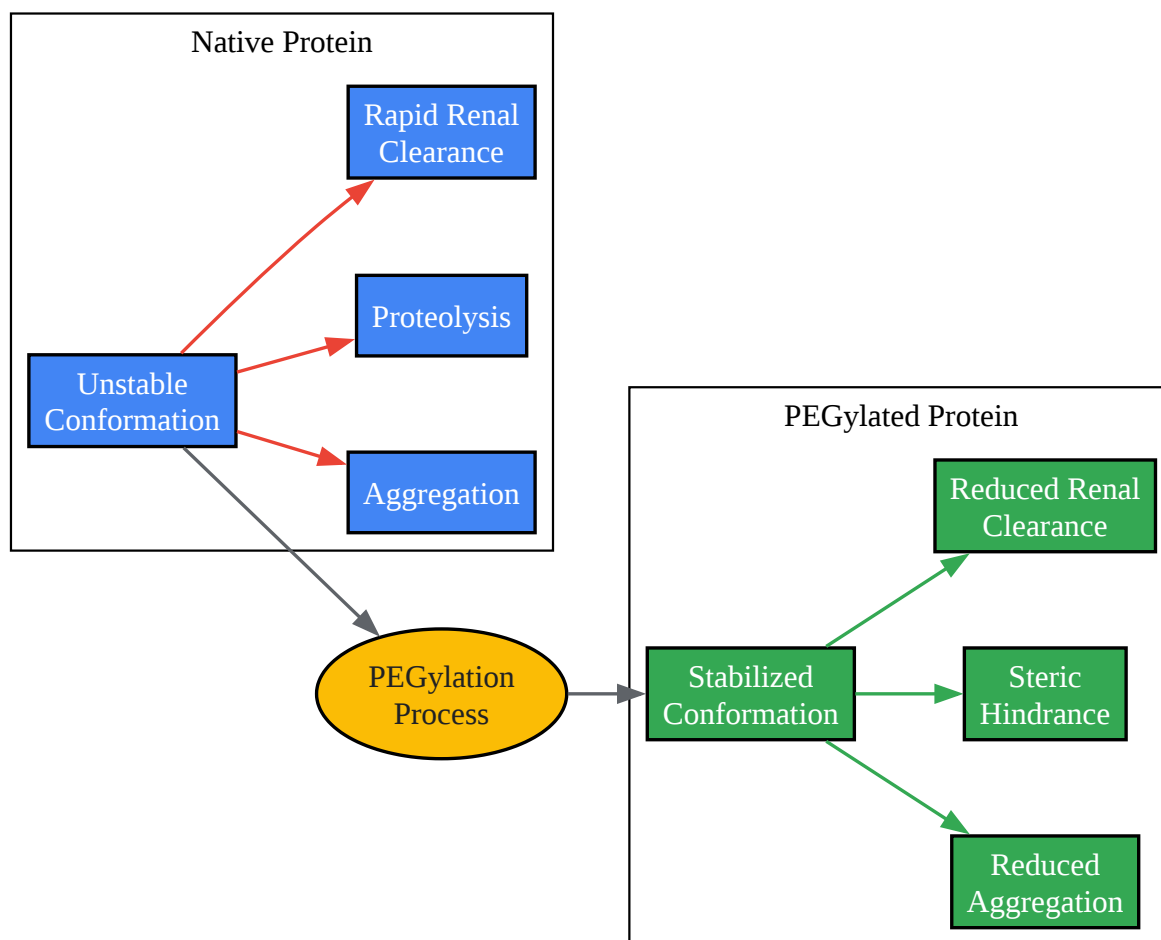 Native Protein
Rapid Renal
Clearance
Proteolysis
Unstable
Conformation
Aggregation
PEGylation
Process
PEGylated Protein
Reduced Renal
Clearance
Stabilized
Conformation
Steric
Hindrance
Reduced
Aggregation